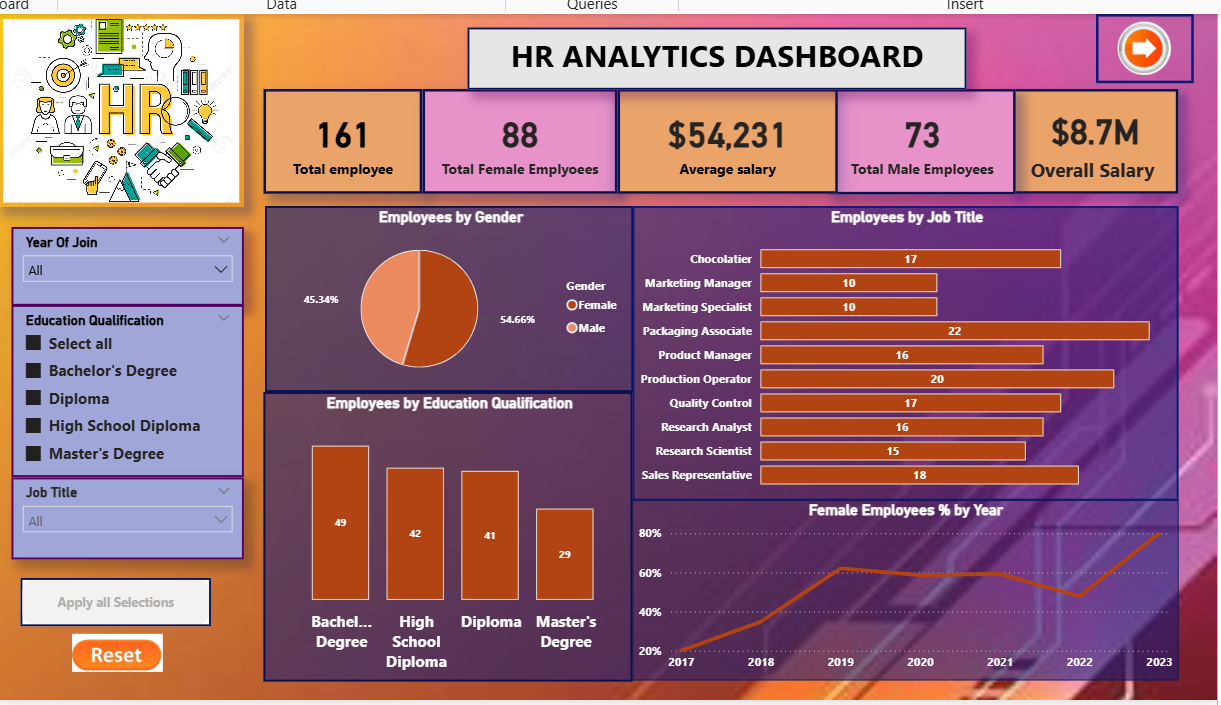 oard
Data
Queries
Insert
HR
HR ANALYTICS DASHBOARD
161
Total employee
88
Total Female Emplyoees
$54,231
Average salary
73
Total Male Employees
$8.7M
Overall Salary
Year Of Join
All
Education Qualification
Select all
Bachelor's Degree
Diploma
High School Diploma
Master's Degree
Job Title
All
Apply all Selections
Reset
Employees by Gender
45.34%
54.66%
Gender
Female
Male
Employees by Education Qualification
49
42
41
29
Bachel...
Degree
High
School
Diploma
Diploma
Master's
Degree
Employees by Job Title
Chocolatier 17
Marketing Manager 10
Marketing Specialist 10
Packaging Associate 22
Product Manager 16
Production Operator 20
Quality Control 17
Research Analyst 16
Research Scientist 15
Sales Representative 18
Female Employees % by Year
80%
60%
40%
20%
2017 2018 2019 2020 2021 2022 2023